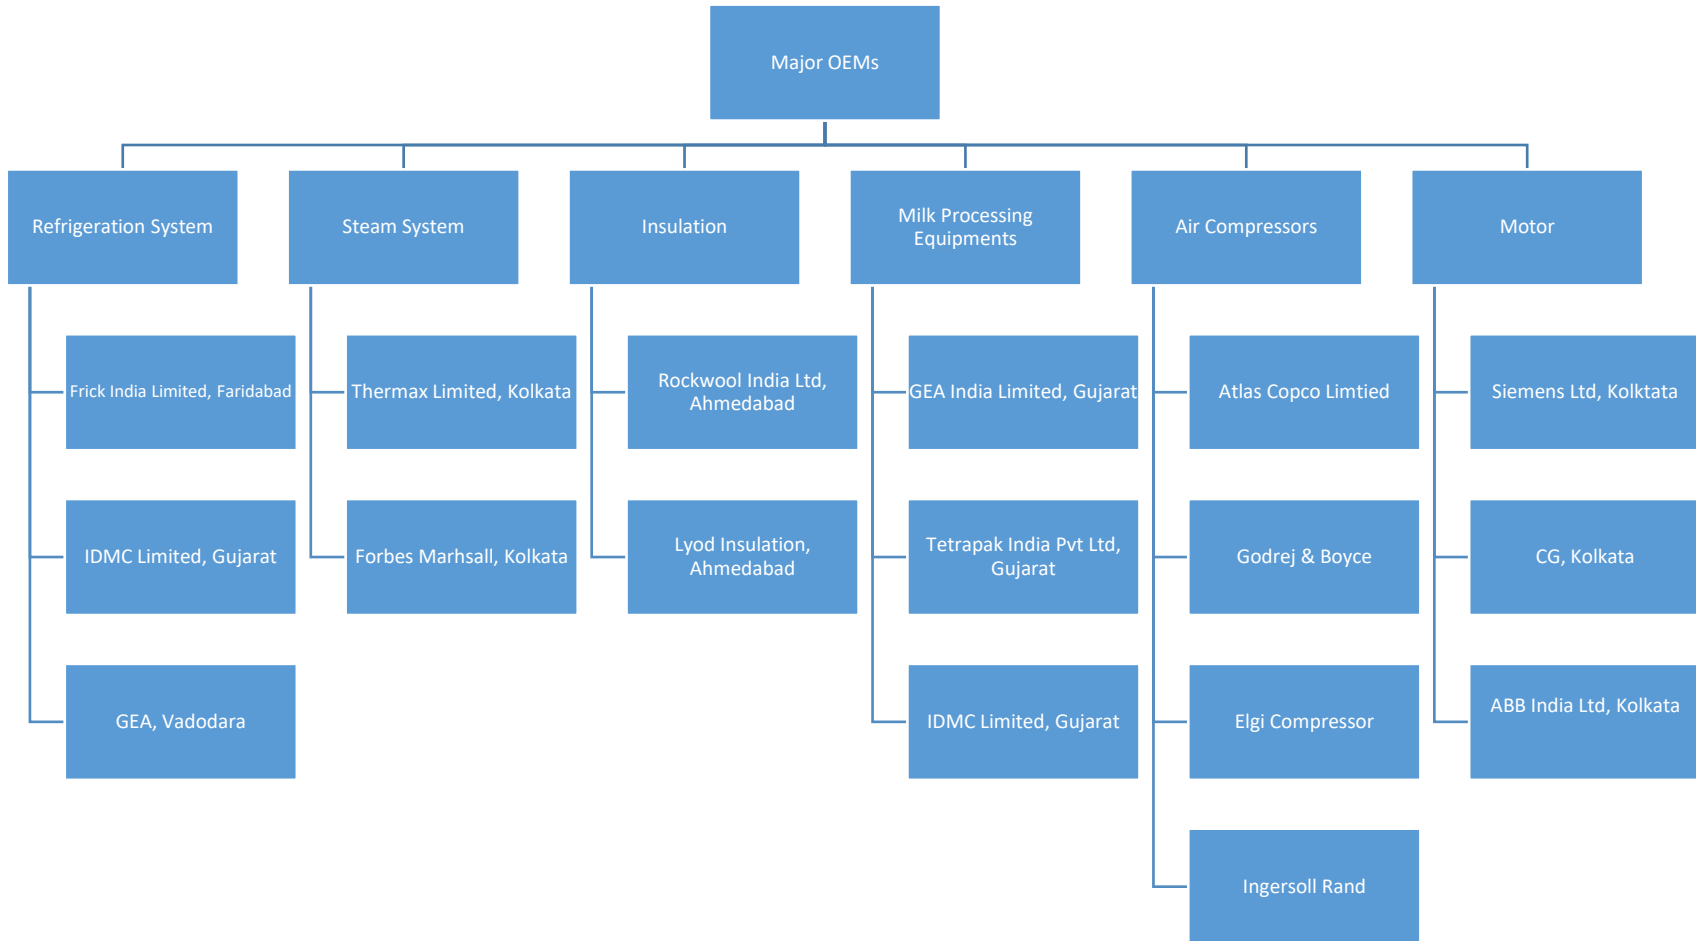 Major OEMs
Refrigeration System
Steam System
Insulation
Milk Processing
Equipments
Air Compressors
Motor
Frick India Limited, Faridabad
Thermax Limited, Kolkata
Rockwool India Ltd,
Ahmedabad
GEA India Limited, Gujarat
Atlas Copco Limtied
Siemens Ltd, Kolktata
IDMC Limited, Gujarat
Forbes Marhsall, Kolkata
Lyod Insulation,
Ahmedabad
Tetrapak India Pvt Ltd,
Gujarat
Godrej & Boyce
CG, Kolkata
GEA, Vadodara
IDMC Limited, Gujarat
Elgi Compressor
ABB India Ltd, Kolkata
Ingersoll Rand